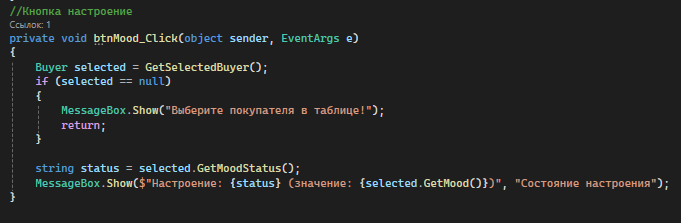 //Кнопка настроение
Ссылок: 1
private void btnMood_Click(object sender, EventArgs e)
{
    Buyer selected = GetSelectedBuyer();
    if (selected == null)
    {
        MessageBox.Show("Выберите покупателя в таблице!");
        return;
    }

    string status = selected.GetMoodStatus();
    MessageBox.Show($"Настроение: {status} (значение: {selected.GetMood()})", "Состояние настроения");
}